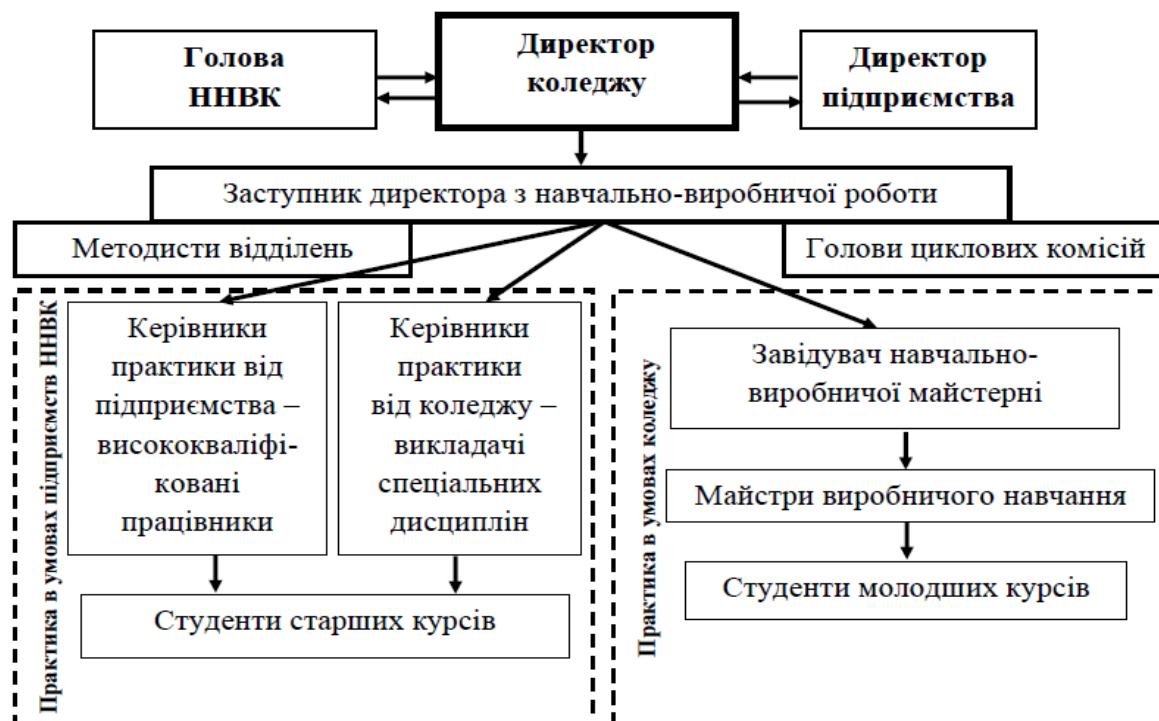 Голова
ННВК
Директор
коледжу
Директор
підприємства
Заступник директора з навчально-виробничої роботи
Методисти відділень
Голови циклових комісій
Практика в умовах підприємств ННВК
Керівники
практики від
підприємства –
висококваліфі-
ковані
працівники
Керівники
практики
від коледжу –
викладачі
спеціальних
дисциплін
Студенти старших курсів
Практика в умовах коледжу
Завідувач навчально-
виробничої майстерні
Майстри виробничого навчання
Студенти молодших курсів